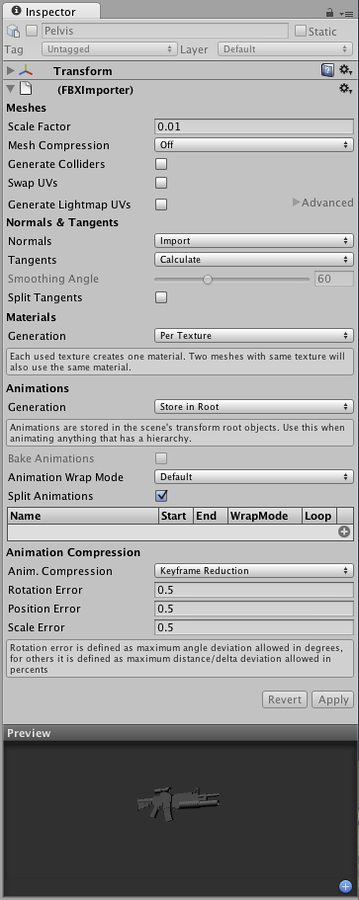 Inspector
Pelvis Static
Tag Untagged Layer Default
Transform
(FBXImporter)
Meshes
Scale Factor 0.01
Mesh Compression Off
Generate Colliders
Swap UVs
Generate Lightmap UVs Advanced
Normals & Tangents
Normals Import
Tangents Calculate
Smoothing Angle 60
Split Tangents
Materials
Generation Per Texture
Each used texture creates one material. Two meshes with same texture will
also use the same material.
Animations
Generation Store in Root
Animations are stored in the scene's transform root objects. Use this when
animating anything that has a hierarchy.
Bake Animations
Animation Wrap Mode Default
Split Animations
Name Start End WrapMode Loop
Animation Compression
Anim. Compression Keyframe Reduction
Rotation Error 0.5
Position Error 0.5
Scale Error 0.5
Rotation error is defined as maximum angle deviation allowed in degrees,
for others it is defined as maximum distance/delta deviation allowed in
percents
Revert Apply
Preview